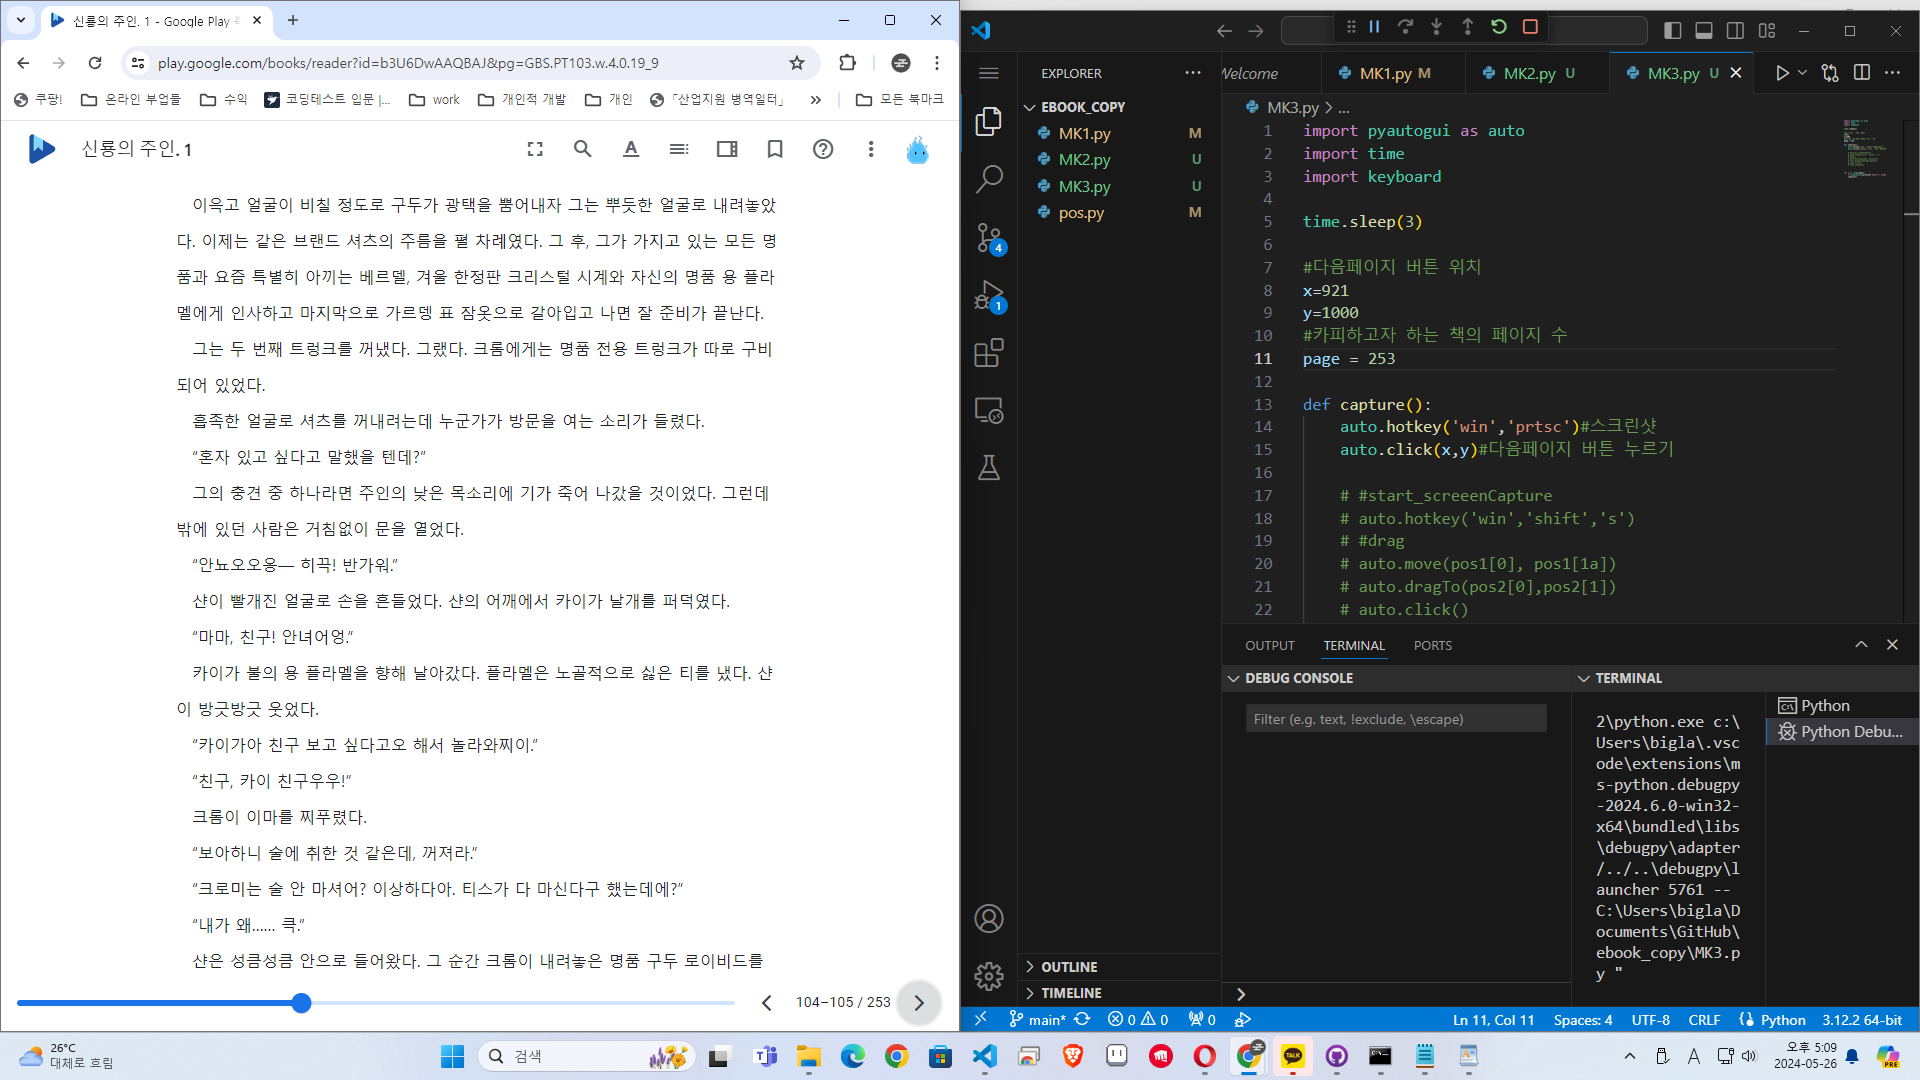 신룡의 주인. 1 - Google Play
play.google.com/books/reader?id=b3U6DwAAQBAJ&pg=GBS.PT103.w.4.0.19_9
쿠팡!
온라인 부업들
수익
코딩테스트 입문 |...
work
개인적 개발
개인
「산업지원 병역일터」
»
모든 북마크
신룡의 주인. 1
이윽고 얼굴이 비칠 정도로 구두가 광택을 뿜어내자 그는 뿌듯한 얼굴로 내려놓았
다. 이제는 같은 브랜드 셔츠의 주름을 펼 차례였다. 그 후, 그가 가지고 있는 모든 명
품과 요즘 특별히 아끼는 베르델, 겨울 한정판 크리스털 시계와 자신의 명품 용 플라
멜에게 인사하고 마지막으로 가르뎅 표 잠옷으로 갈아입고 나면 잘 준비가 끝난다.
그는 두 번째 트렁크를 꺼냈다. 그랬다. 크롬에게는 명품 전용 트렁크가 따로 구비
되어 있었다.
흡족한 얼굴로 셔츠를 꺼내려는데 누군가가 방문을 여는 소리가 들렸다.
“혼자 있고 싶다고 말했을 텐데?”
그의 충견 중 하나라면 주인의 낮은 목소리에 기가 죽어 나갔을 것이었다. 그런데
밖에 있던 사람은 거침없이 문을 열었다.
“안뇨오오옹— 히끅! 반가워.”
샨이 빨개진 얼굴로 손을 흔들었다. 샨의 어깨에서 카이가 날개를 퍼덕였다.
“마마, 친구! 안녀어엉.”
카이가 불의 용 플라멜을 향해 날아갔다. 플라멜은 노골적으로 싫은 티를 냈다. 샨
이 방긋방긋 웃었다.
“카이가아 친구 보고 싶다고오 해서 놀라와찌이.”
“친구, 카이 친구우우!”
크롬이 이마를 찌푸렸다.
“보아하니 술에 취한 것 같은데, 꺼져라.”
“크로미는 술 안 마셔어? 이상하다아. 티스가 다 마신다구 했는데에?”
“내가 왜…… 큭.”
샨은 성큼성큼 안으로 들어왔다. 그 순간 크롬이 내려놓은 명품 구두 로이비드를
104–105 / 253
Welcome
MK1.py M
MK2.py U
MK3.py U
EXPLORER
EBOOK_COPY
MK1.py M
MK2.py U
MK3.py U
pos.py M
4
1
OUTLINE
TIMELINE
MK3.py > ...
1 import pyautogui as auto
2 import time
3 import keyboard
4
5 time.sleep(3)
6
7 #다음페이지 버튼 위치
8 x=921
9 y=1000
10 #카피하고자 하는 책의 페이지 수
11 page = 253
12
13 def capture():
14 auto.hotkey('win','prtsc')#스크린샷
15 auto.click(x,y)#다음페이지 버튼 누르기
16
17 # #start_screeenCapture
18 # auto.hotkey('win','shift','s')
19 # #drag
20 # auto.move(pos1[0], pos1[1a])
21 # auto.dragTo(pos2[0],pos2[1])
22 # auto.click()
OUTPUT
TERMINAL
PORTS
DEBUG CONSOLE
Filter (e.g. text, !exclude, \escape)
TERMINAL
2\python.exe c:\
Users\bigla\.vsc
ode\extensions\m
s-python.debugpy
-2024.6.0-win32-
x64\bundled\libs
\debugpy\adapter
/../..\debugpy\l
auncher 5761 --
C:\Users\bigla\D
ocuments\GitHub\
ebook_copy\MK3.p
y "
Python
Python Debu...
main*
0
0
0
Ln 11, Col 11
Spaces: 4
UTF-8
CRLF
Python
3.12.2 64-bit
26°C
대체로 흐림
검색
TALK
A
오후 5:09
2024-05-26
PRE